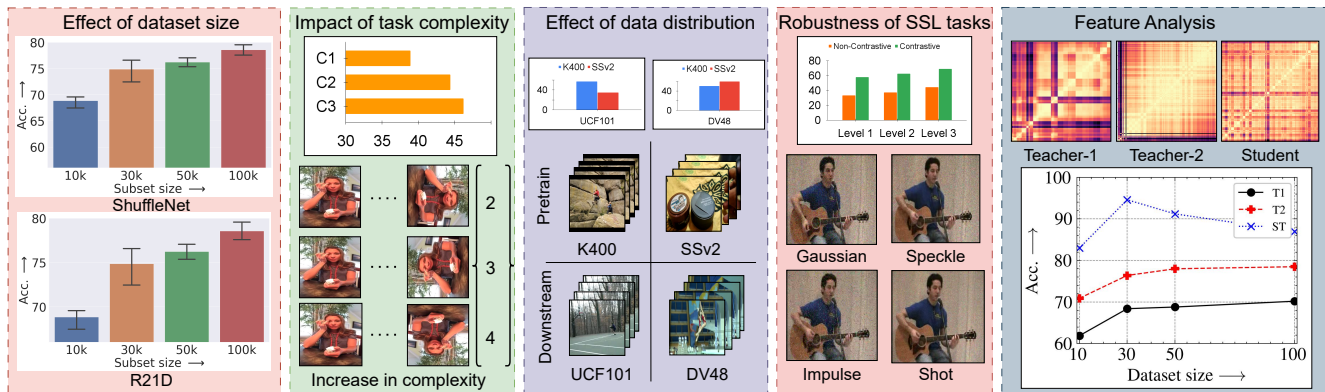 Effect of dataset size
80
75
70
65
60
Acc. →
10k 30k 50k 100k
Subset size →
ShuffleNet
80
75
70
Acc. →
10k 30k 50k 100k
Subset size →
R21D
Impact of task complexity
C1
C2
C3
30 35 40 45
2
3
4
Increase in complexity
Effect of data distribution
K400 SSv2
40
0
UCF101
K400 SSv2
40
0
DV48
Pretrain
K400 SSv2
Downstream
UCF101 DV48
Robustness of SSL tasks
Non-Contrastive Contrastive
80
60
40
20
0
Level 1 Level 2 Level 3
Gaussian Speckle
Impulse Shot
Feature Analysis
Teacher-1 Teacher-2 Student
100
90
80
70
60
Acc. →
T1
T2
ST
10 30 50 100
Dataset size →